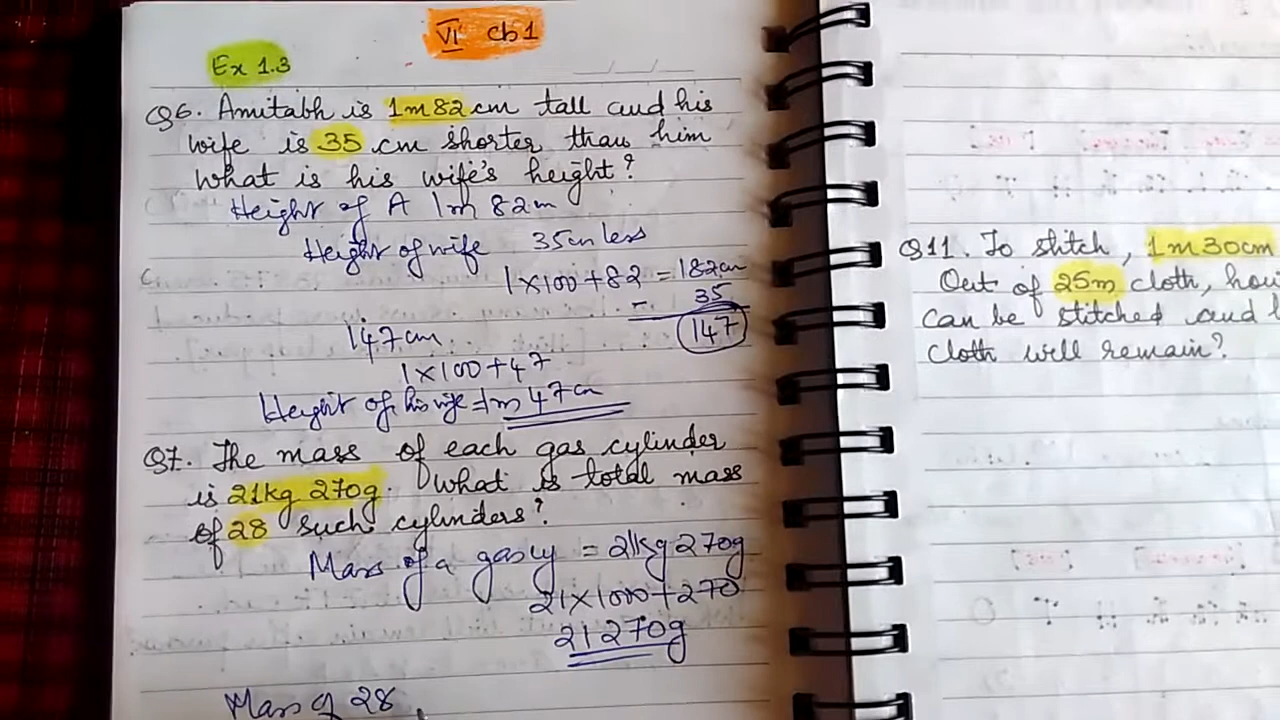 VI ch1
Ex 1.3
Q6. Amitabh is 1m 82 cm tall and his
wife is 35 cm shorter than him
What is his wife's height?
Height of A 1m 82m
Height of wife 35cm less
1×100+82 = 182cm
- 35
147
147cm
1×100+47
Height of his wife = 1m 47cm
Q7. The mass of each gas cylinder
is 21kg 270g. What is total mass
of 28 such cylinders?
Mass of a gas cy = 21kg 270g
21×1000+270
21270g
Mass of 28
Q11. To stitch, 1m 30cm
Out of 25m cloth, how
can be stitched and
cloth will remain?